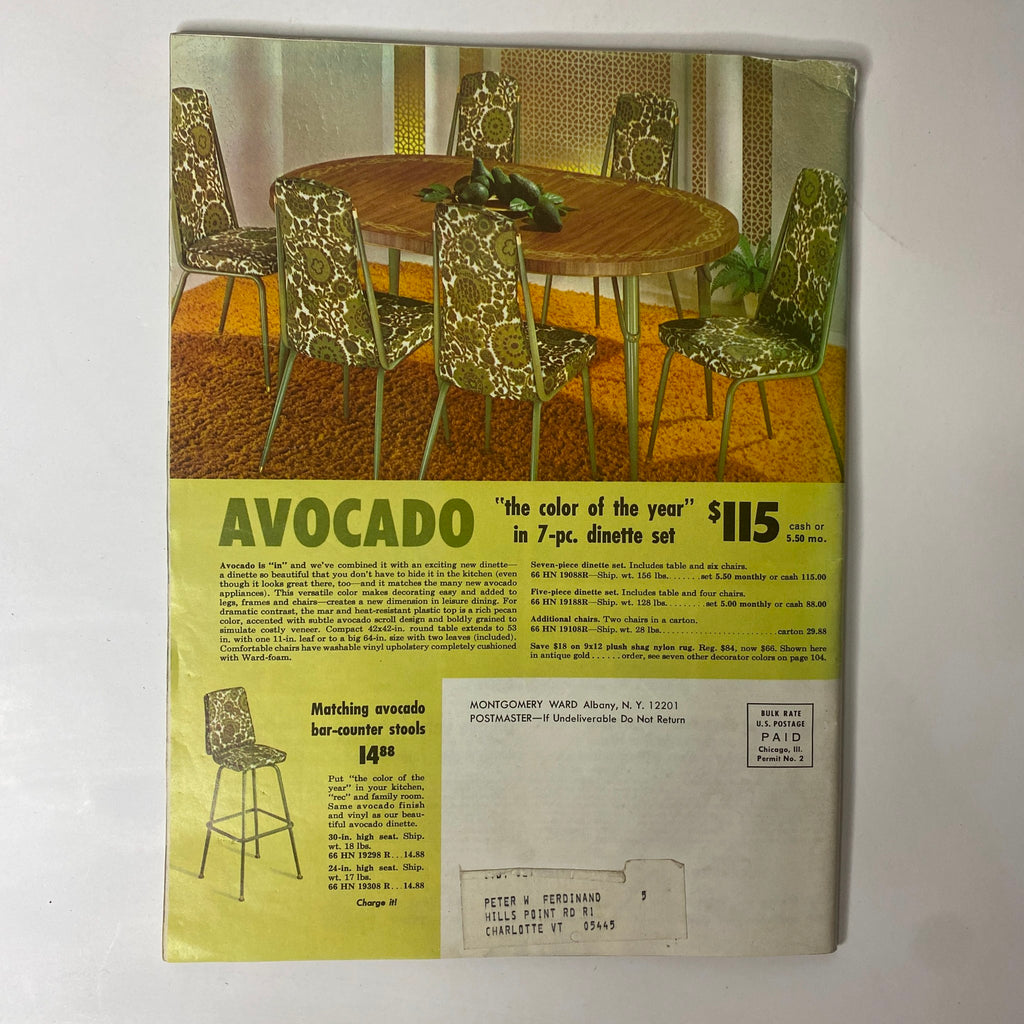 AVOCADO
"the color of the year"
in 7-pc. dinette set
$115
cash or
5.50 mo.
Avocado is "in" and we've combined it with an exciting new dinette—
a dinette so beautiful that you don't have to hide it in the kitchen (even
though it looks great there, too—and it matches the many new avocado
appliances). This versatile color makes decorating easy and added to
legs, frames and chairs—creates a new dimension in leisure dining. For
dramatic contrast, the mar and heat-resistant plastic top is a rich pecan
color, accented with subtle avocado scroll design and boldly grained to
simulate costly veneer. Compact 42x42-in. round table extends to 53
in. with one 11-in. leaf or to a big 64-in. size with two leaves (included).
Comfortable chairs have washable vinyl upholstery completely cushioned
with Ward-foam.
Seven-piece dinette set. Includes table and six chairs.
66 HN 19088R—Ship. wt. 156 lbs.......set 5.50 monthly or cash 115.00
Five-piece dinette set. Includes table and four chairs.
66 HN 19188R—Ship. wt. 128 lbs.........set 5.00 monthly or cash 88.00
Additional chairs. Two chairs in a carton.
66 HN 19108R—Ship. wt. 28 lbs.........................carton 29.88
Save $18 on 9x12 plush shag nylon rug. Reg. $84, now $66. Shown here
in antique gold ......order, see seven other decorator colors on page 104.
Matching avocado
bar-counter stools
14.88
Put "the color of the
year" in your kitchen,
"rec" and family room.
Same avocado finish
and vinyl as our beau-
tiful avocado dinette.
30-in. high seat. Ship.
wt. 18 lbs.
66 HN 19298 R...14.88
24-in. high seat. Ship.
wt. 17 lbs.
66 HN 19308 R...14.88
Charge it!
MONTGOMERY WARD Albany, N. Y. 12201
POSTMASTER—If Undeliverable Do Not Return
BULK RATE
U.S. POSTAGE
PAID
Chicago, Ill.
Permit No. 2
PETER W FERDINAND 5
HILLS POINT RD R1
CHARLOTTE VT 05445